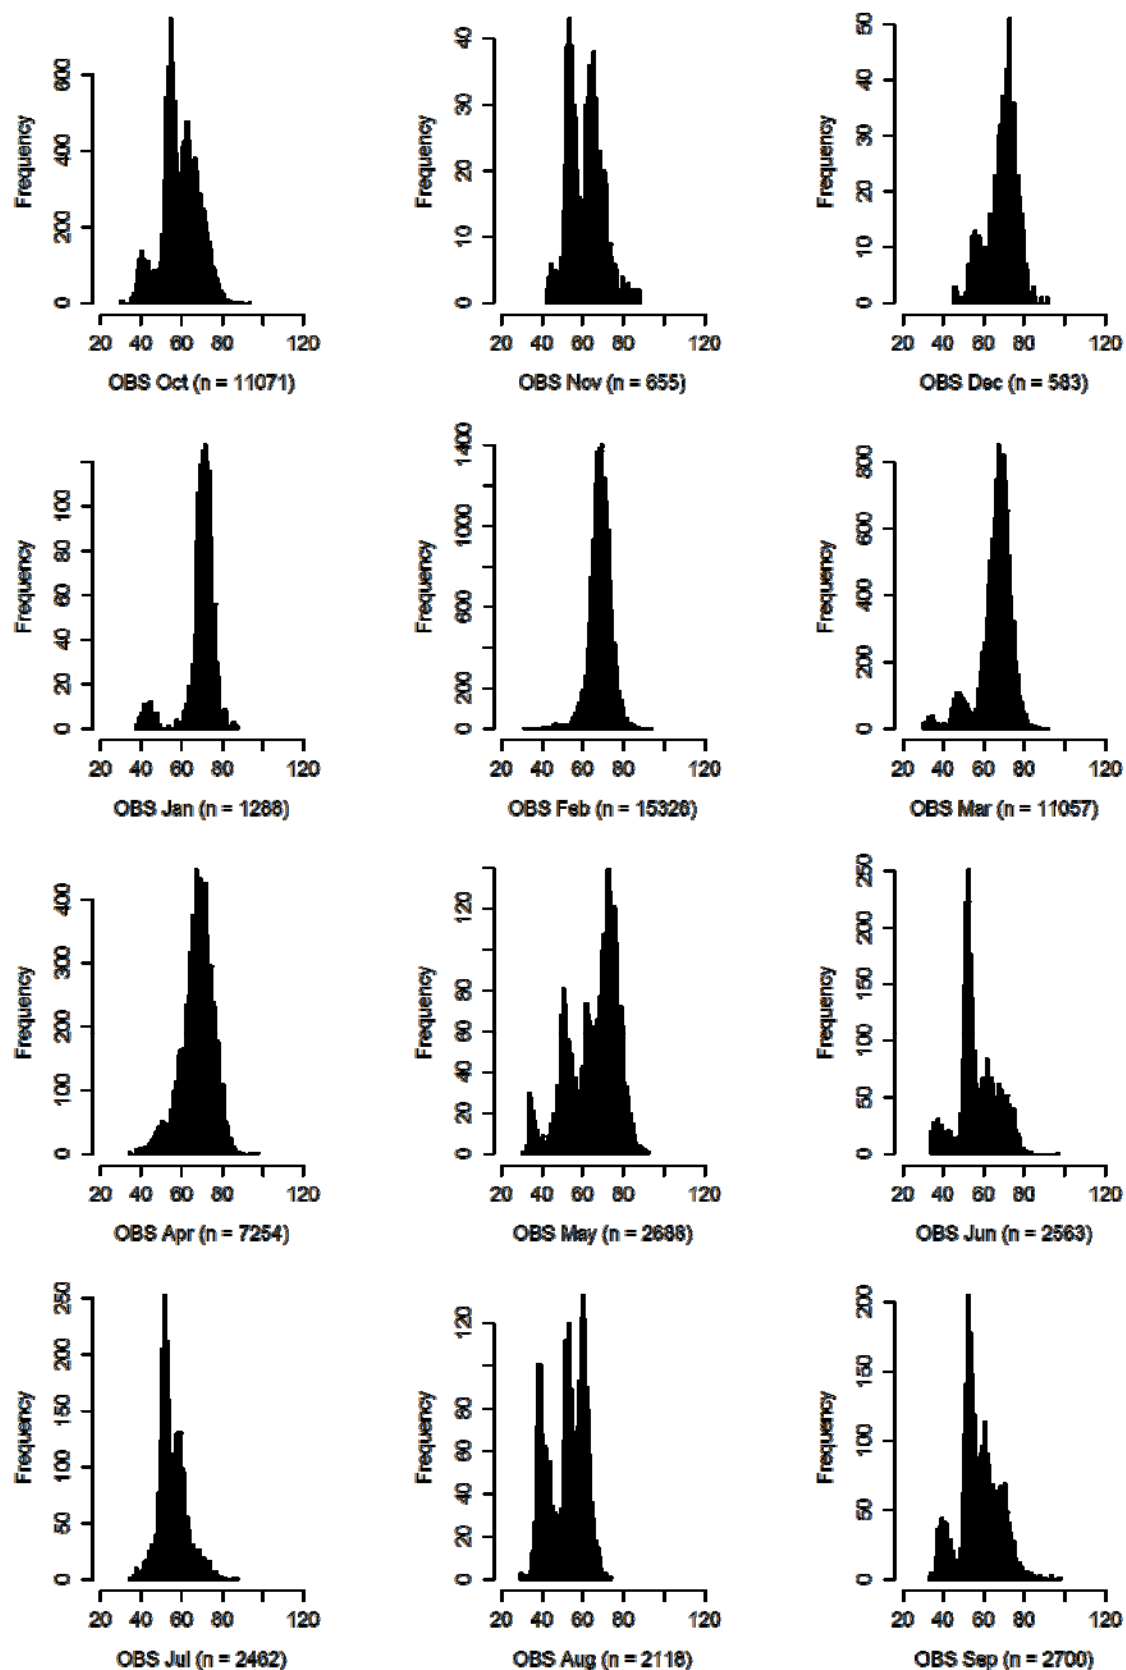 Frequency
0 200 400 600
20 40 60 80 120
OBS Oct (n = 11071)
Frequency
0 10 20 30 40
20 40 60 80 120
OBS Nov (n = 655)
Frequency
0 10 20 30 40 50
20 40 60 80 120
OBS Dec (n = 583)
Frequency
0 20 40 60 80 100
20 40 60 80 120
OBS Jan (n = 1288)
Frequency
0 200 600 1000 1400
20 40 60 80 120
OBS Feb (n = 15326)
Frequency
0 200 400 600 800
20 40 60 80 120
OBS Mar (n = 11057)
Frequency
0 100 200 300 400
20 40 60 80 120
OBS Apr (n = 7254)
Frequency
0 20 40 60 80 120
20 40 60 80 120
OBS May (n = 2688)
Frequency
0 50 100 150 200 250
20 40 60 80 120
OBS Jun (n = 2563)
Frequency
0 50 100 150 200 250
20 40 60 80 120
OBS Jul (n = 2462)
Frequency
0 20 40 60 80 120
20 40 60 80 120
OBS Aug (n = 2118)
Frequency
0 50 100 150 200
20 40 60 80 120
OBS Sep (n = 2700)